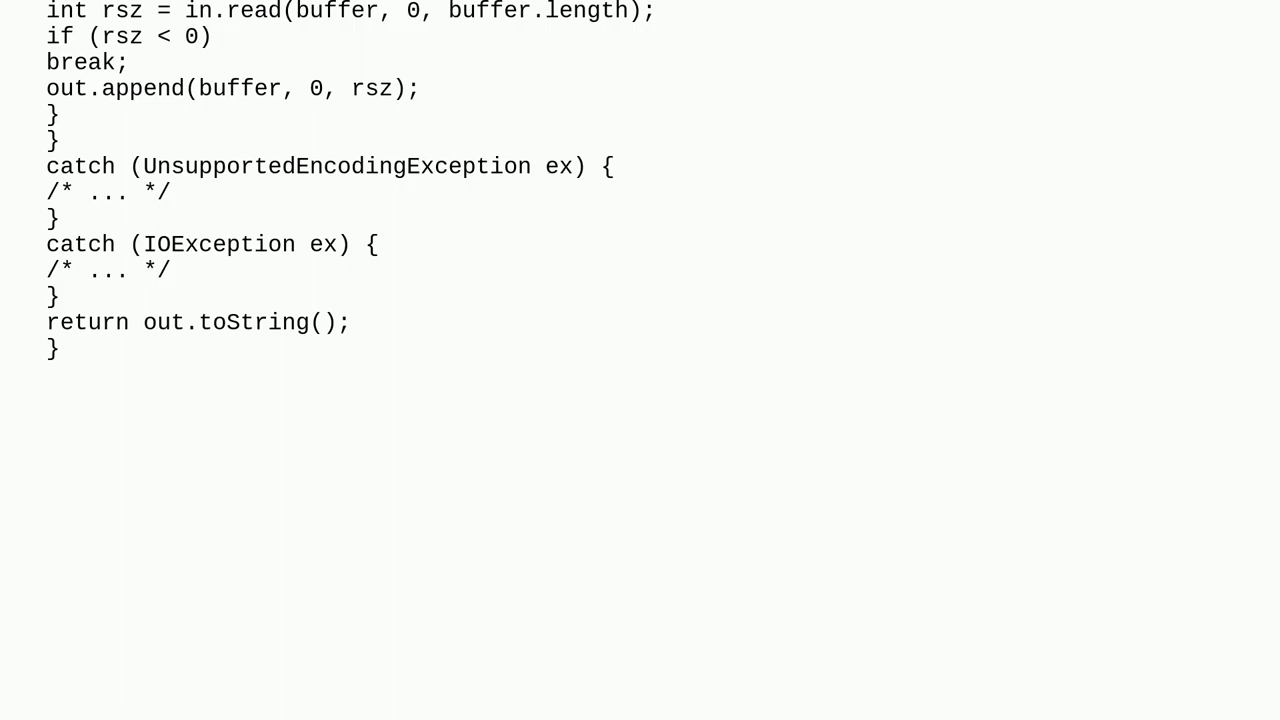 int rsz = in.read(buffer, 0, buffer.length);
if (rsz < 0)
break;
out.append(buffer, 0, rsz);
}
}
catch (UnsupportedEncodingException ex) {
/* ... */
}
catch (IOException ex) {
/* ... */
}
return out.toString();
}